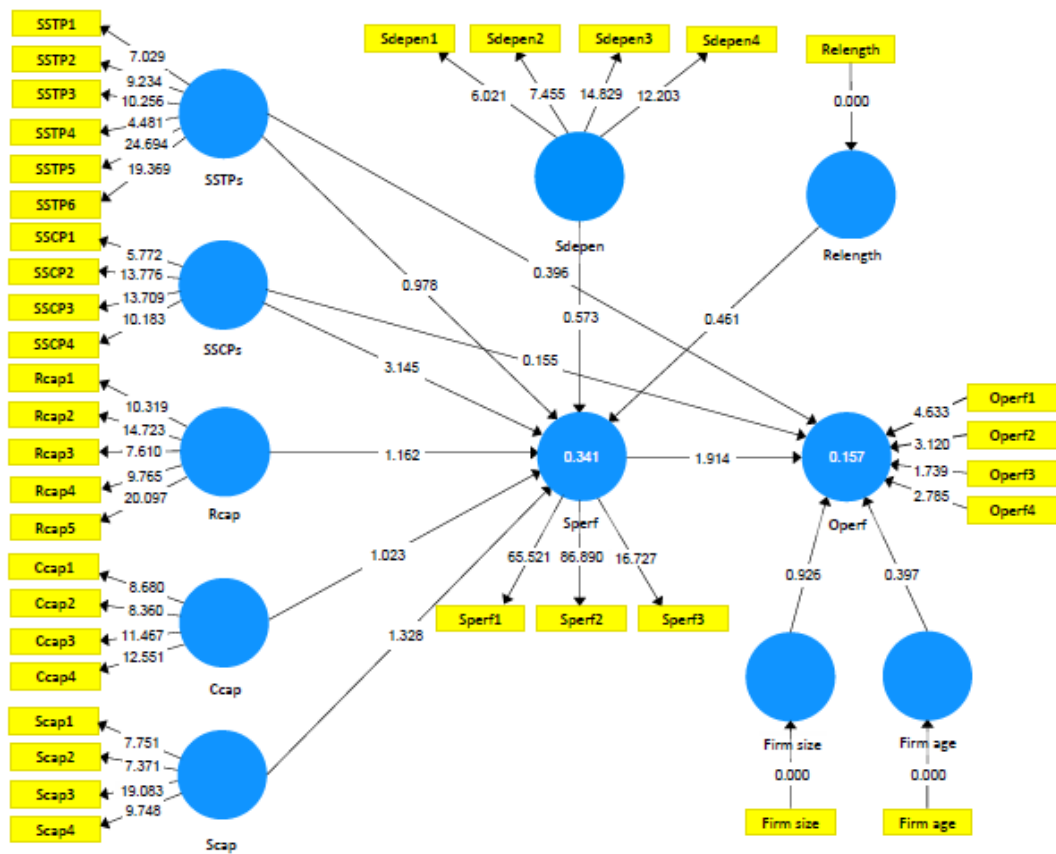 SSTP1
SSTP2
SSTP3
SSTP4
SSTP5
SSTP6
7.029
9.234
10.256
4.481
24.694
19.369
SSTPs
SSCP1
SSCP2
SSCP3
SSCP4
5.772
13.776
13.709
10.183
SSCPs
Rcap1
Rcap2
Rcap3
Rcap4
Rcap5
10.319
14.723
7.610
9.765
20.097
Rcap
Ccap1
Ccap2
Ccap3
Ccap4
8.680
8.360
11.467
12.551
Ccap
Scap1
Scap2
Scap3
Scap4
7.751
7.371
19.083
9.748
Scap
Sdepen1
Sdepen2
Sdepen3
Sdepen4
6.021
7.455
14.829
12.203
Sdepen
Relength
0.000
Relength
0.978
0.396
0.573
0.461
0.155
3.145
1.162
1.023
1.328
0.341
Sperf
1.914
65.521
86.890
16.727
Sperf1
Sperf2
Sperf3
0.157
Operf
4.633
3.120
1.739
2.785
Operf1
Operf2
Operf3
Operf4
0.926
0.397
Firm size
Firm age
0.000
0.000
Firm size
Firm age